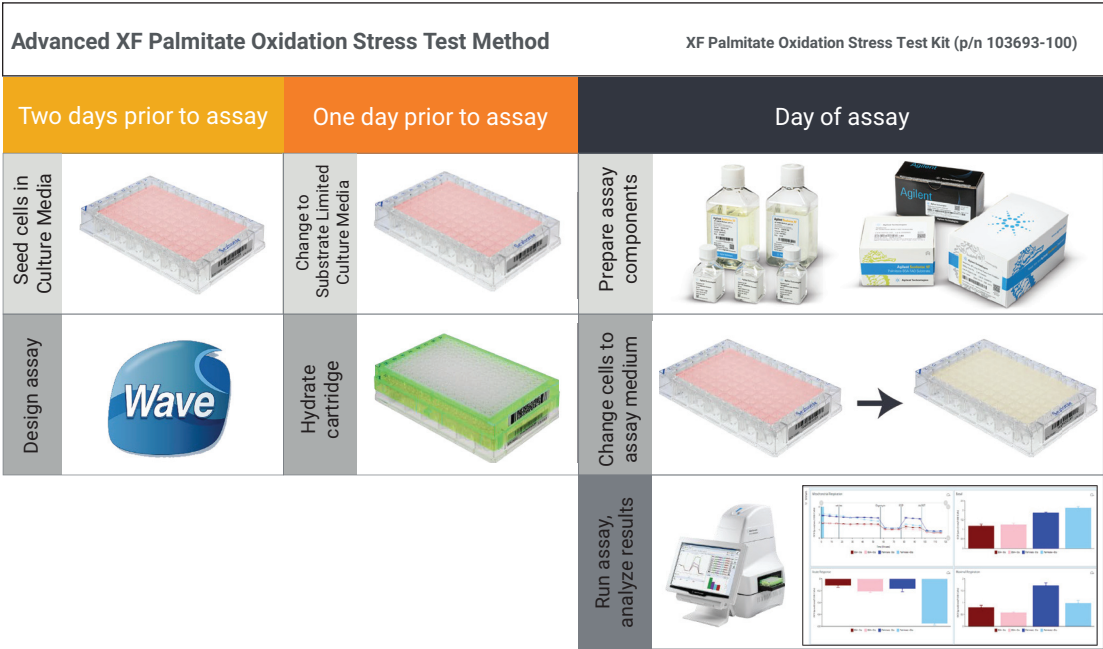 Advanced XF Palmitate Oxidation Stress Test Method
XF Palmitate Oxidation Stress Test Kit (p/n 103693-100)
Two days prior to assay
One day prior to assay
Day of assay
Seed cells in
Culture Media
Change to
Substrate Limited
Culture Media
Prepare assay
components
Agilent
Agilent
Design assay
Wave
Hydrate
cartridge
Change cells to
assay medium
Run assay,
analyze results